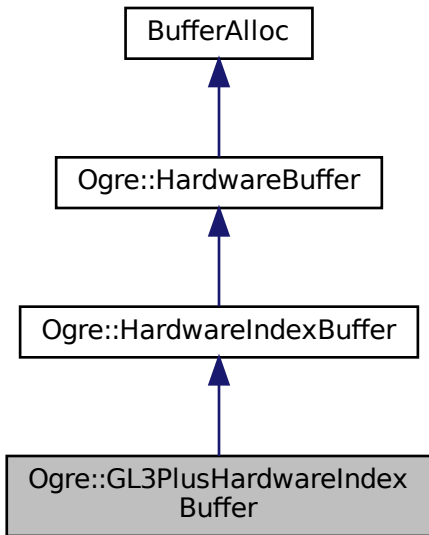 BufferAlloc
Ogre::HardwareBuffer
Ogre::HardwareIndexBuffer
Ogre::GL3PlusHardwareIndex
Buffer